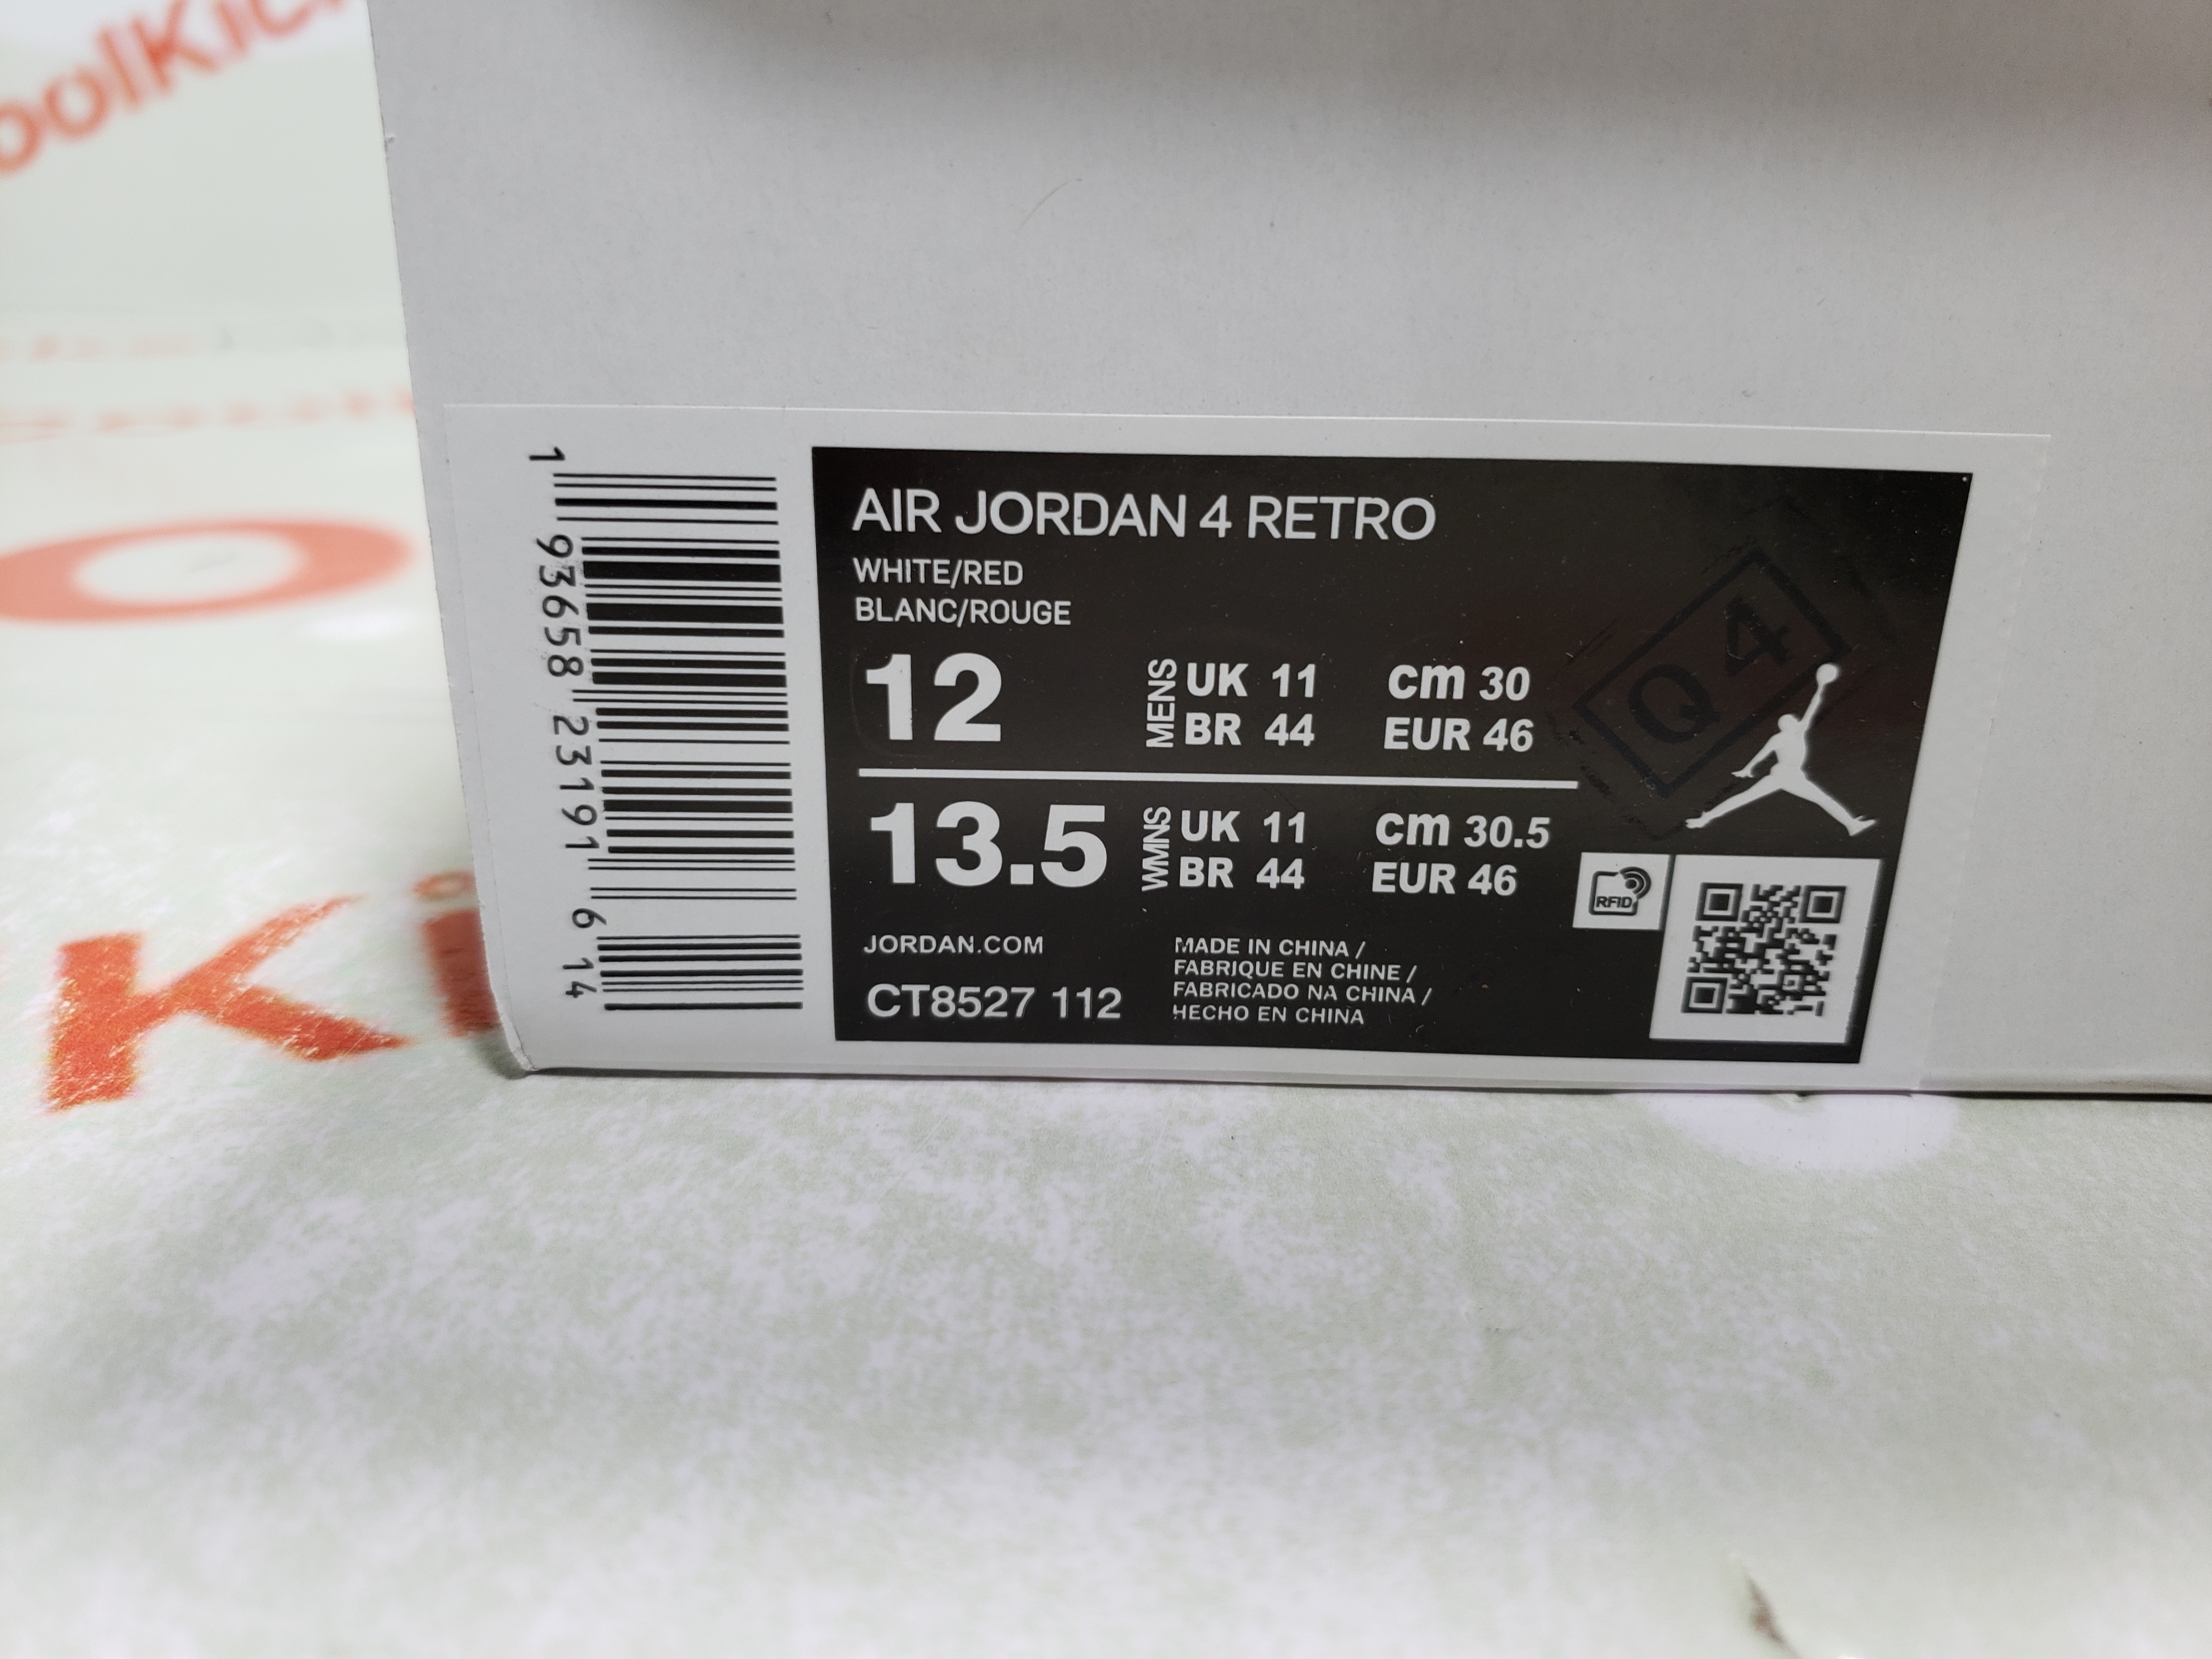 1 93658 23191 6 14
AIR JORDAN 4 RETRO
WHITE/RED
BLANC/ROUGE
12 MENS UK 11 cm 30
BR 44 EUR 46
13.5 WMNS UK 11 cm 30.5
BR 44 EUR 46
Q4
RFID
JORDAN.COM
CT8527 112
MADE IN CHINA /
FABRIQUE EN CHINE /
FABRICADO NA CHINA /
HECHO EN CHINA